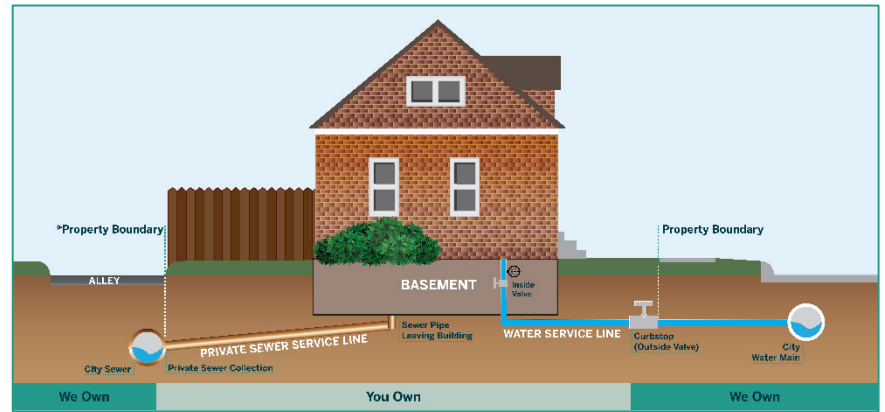 *Property Boundary
Property Boundary
ALLEY
BASEMENT
Inside
Valve
PRIVATE SEWER SERVICE LINE
Sewer Pipe
Leaving Building
WATER SERVICE LINE
Curbstop
(Outside Valve)
City
Water Main
City Sewer
Private Sewer Collection
We Own
You Own
We Own